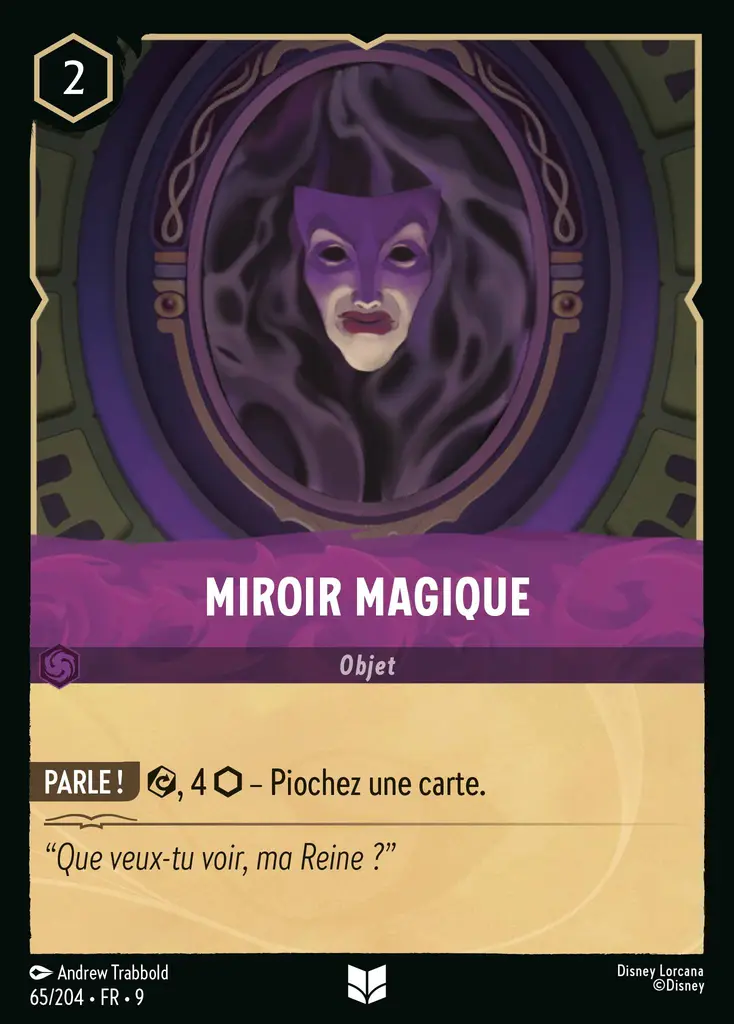 2
MIROIR MAGIQUE
Objet
PARLE ! , 4 – Piochez une carte.
“Que veux-tu voir, ma Reine ?”
Andrew Trabbold
65/204 • FR • 9
Disney Lorcana
©Disney